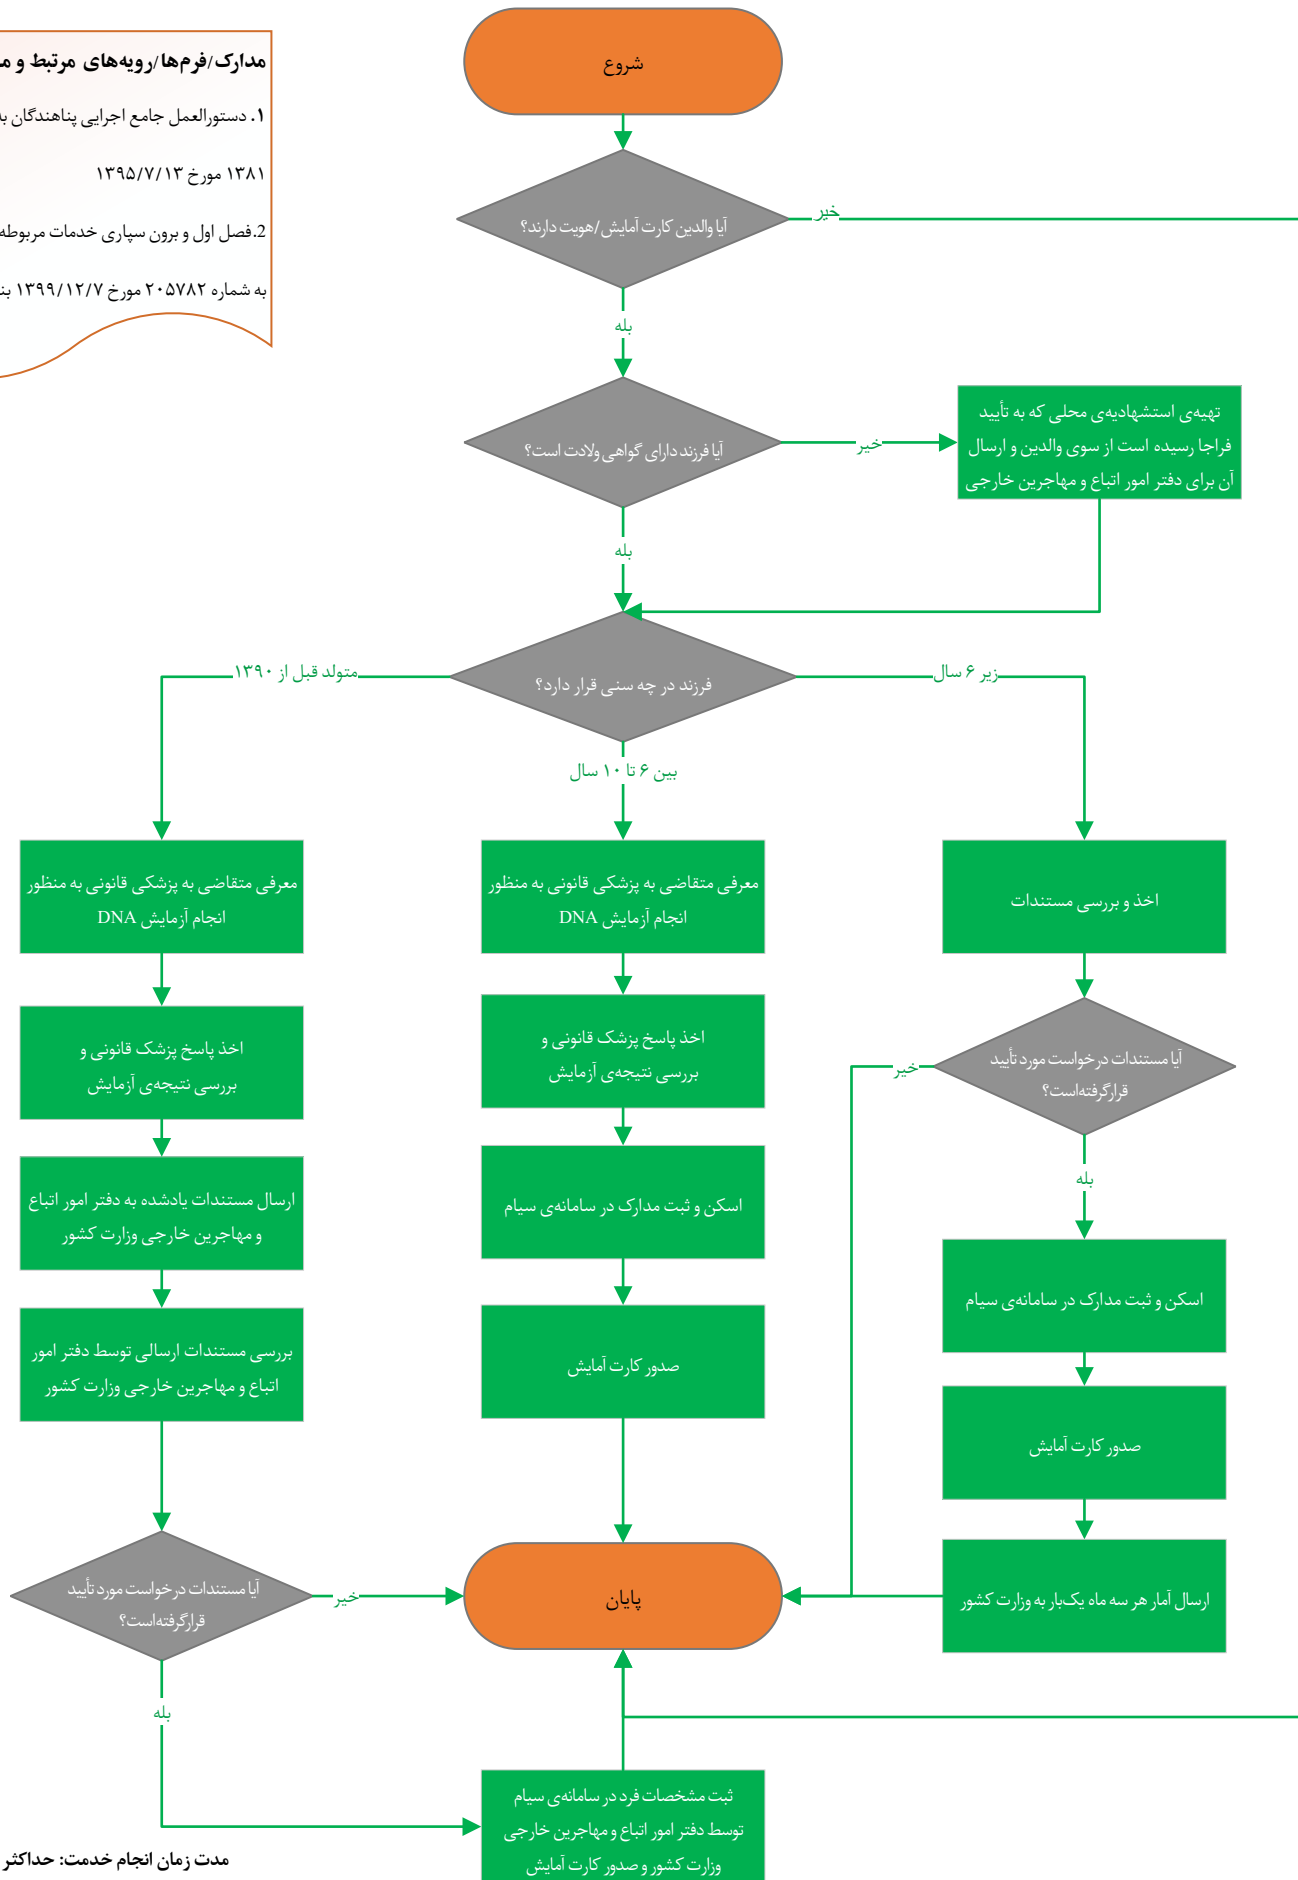 شروع
مدارک/فرم‌ها/رویه‌های مرتبط و
۱. دستورالعمل جامع اجرایی پناهندگان
۱۳۸۱ مورخ ۱۳۹۵/۷/۱۳
2.فصل اول و برون سپاری خدمات مربوطه
به شماره ۲۰۵۷۸۲ مورخ ۱۳۹۹/۱۲/۷
آیا والدین کارت آمایش/هویت دارند؟
خیر
بله
آیا فرزند دارای گواهی ولادت است؟
خیر
تهیه‌ی استشهادیه‌ی محلی که به تأیید
فراجا رسیده است از سوی والدین و ارسال
آن برای دفتر امور اتباع و مهاجرین خارجی
بله
فرزند در چه سنی قرار دارد؟
زیر ۶ سال
بین ۶ تا ۱۰ سال
متولد قبل از ۱۳۹۰
اخذ و بررسی مستندات
آیا مستندات درخواست مورد تأیید
قرارگرفته‌است؟
خیر
بله
اسکن و ثبت مدارک در سامانه‌ی سیام
صدور کارت آمایش
ارسال آمار هر سه ماه یک‌بار به وزارت کشور
معرفی متقاضی به پزشکی قانونی به منظور
انجام آزمایش DNA
اخذ پاسخ پزشک قانونی و
بررسی نتیجه‌ی آزمایش
اسکن و ثبت مدارک در سامانه‌ی سیام
صدور کارت آمایش
معرفی متقاضی به پزشکی قانونی به منظور
انجام آزمایش DNA
اخذ پاسخ پزشک قانونی و
بررسی نتیجه‌ی آزمایش
ارسال مستندات یادشده به دفتر امور اتباع
و مهاجرین خارجی وزارت کشور
بررسی مستندات ارسالی توسط دفتر امور
اتباع و مهاجرین خارجی وزارت کشور
آیا مستندات درخواست مورد تأیید
قرارگرفته‌است؟
خیر
بله
پایان
ثبت مشخصات فرد در سامانه‌ی سیام
توسط دفتر امور اتباع و مهاجرین خارجی
وزارت کشور و صدور کارت آمایش
مدت زمان انجام خدمت: حداکثر